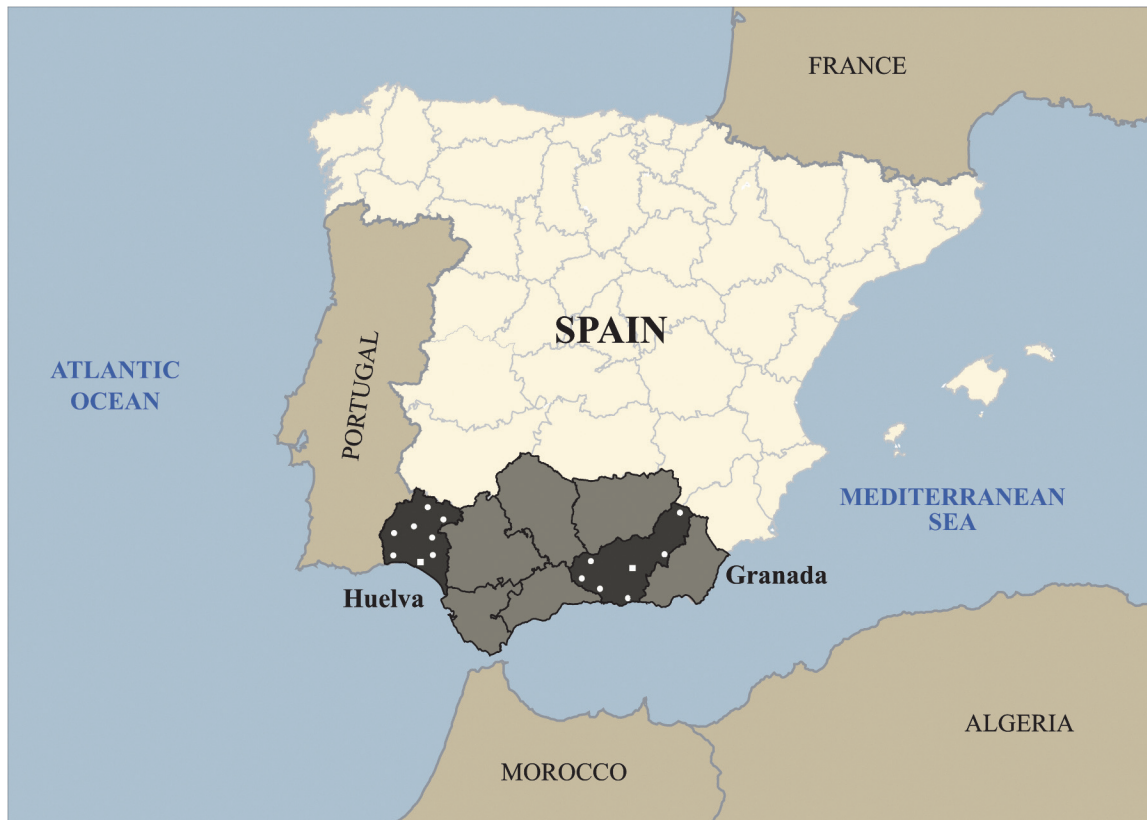 FRANCE
SPAIN
ATLANTIC
OCEAN
PORTUGAL
MEDITERRANEAN
SEA
Granada
Huelva
ALGERIA
MOROCCO